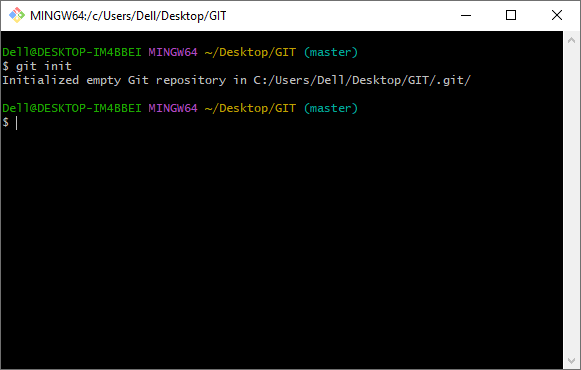 MINGW64:/c/Users/Dell/Desktop/GIT
Dell@DESKTOP-IM4BBEI MINGW64 ~/Desktop/GIT (master)
$ git init
Initialized empty Git repository in C:/Users/Dell/Desktop/GIT/.git/
Dell@DESKTOP-IM4BBEI MINGW64 ~/Desktop/GIT (master)
$